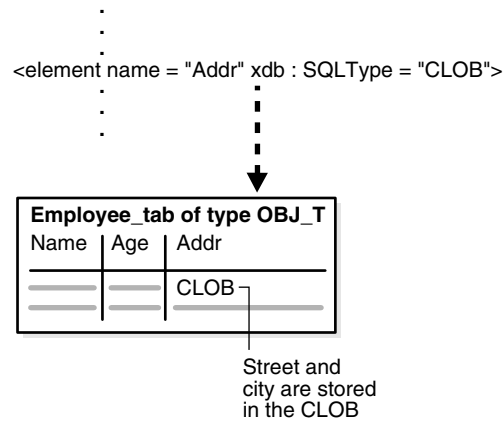 <element name = "Addr" xdb : SQLType = "CLOB">
Employee_tab of type OBJ_T
Name Age Addr
CLOB
Street and
city are stored
in the CLOB